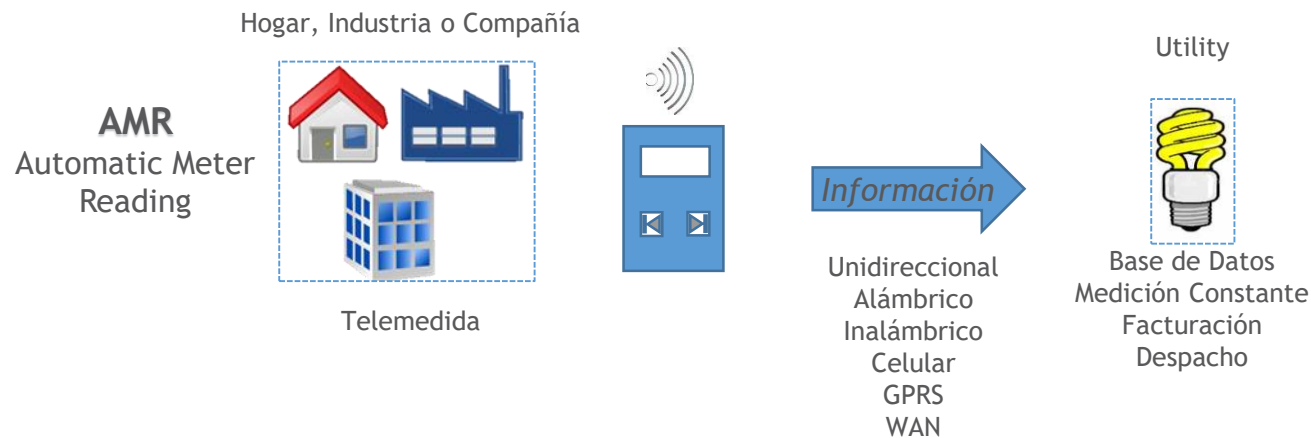 Hogar, Industria o Compañía
AMR
Automatic Meter
Reading
Telemedida
Información
Unidireccional
Alámbrico
Inalámbrico
Celular
GPRS
WAN
Utility
Base de Datos
Medición Constante
Facturación
Despacho